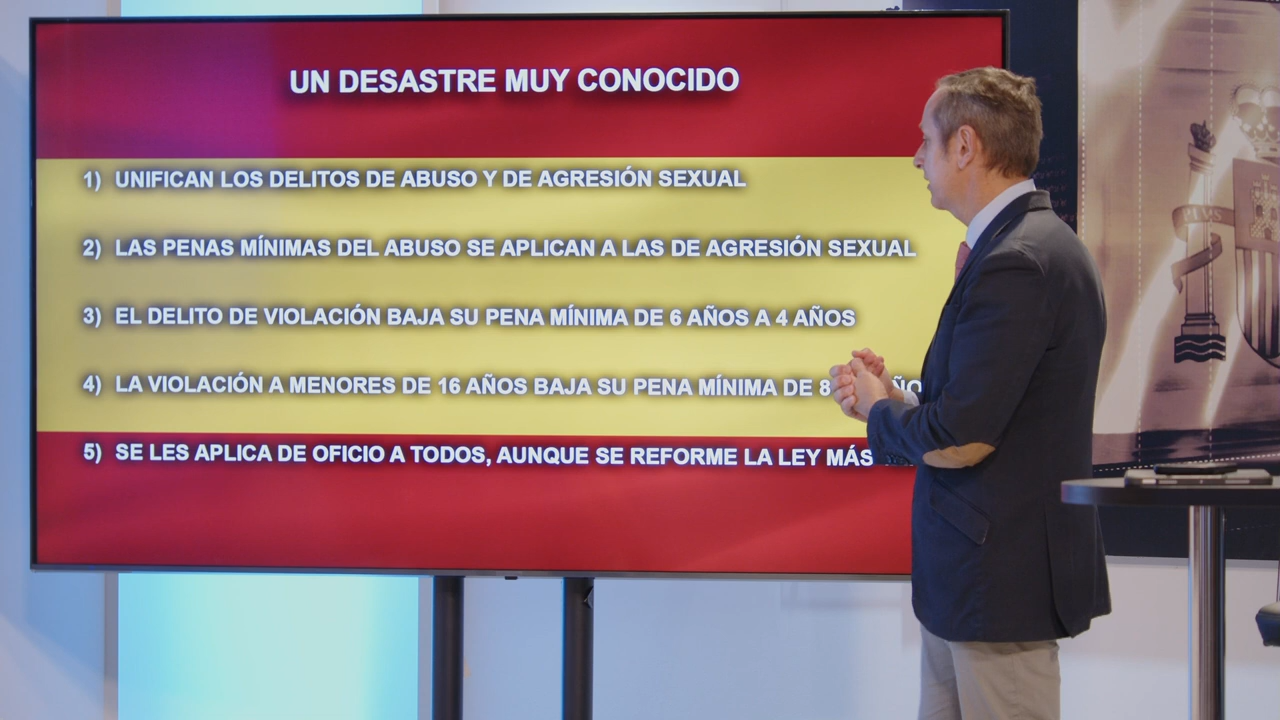 UN DESASTRE MUY CONOCIDO
1) UNIFICAN LOS DELITOS DE ABUSO Y DE AGRESIÓN SEXUAL
2) LAS PENAS MÍNIMAS DEL ABUSO SE APLICAN A LAS DE AGRESIÓN SEXUAL
3) EL DELITO DE VIOLACIÓN BAJA SU PENA MÍNIMA DE 6 AÑOS A 4 AÑOS
4) LA VIOLACIÓN A MENORES DE 16 AÑOS BAJA SU PENA MÍNIMA DE 8
5) SE LES APLICA DE OFICIO A TODOS, AUNQUE SE REFORME LA LEY MÁS